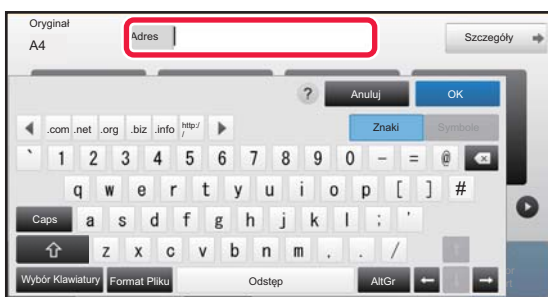 Oryginał
A4
Adres
Szczegóły
? Anuluj OK
.com .net .org .biz .info http:// Znaki Symbole
` 1 2 3 4 5 6 7 8 9 0 - = @
q w e r t y u i o p [ ] #
Caps a s d f g h j k l ; '
z x c v b n m , . /
Wybór Klawiatury Format Pliku Odstęp AltGr